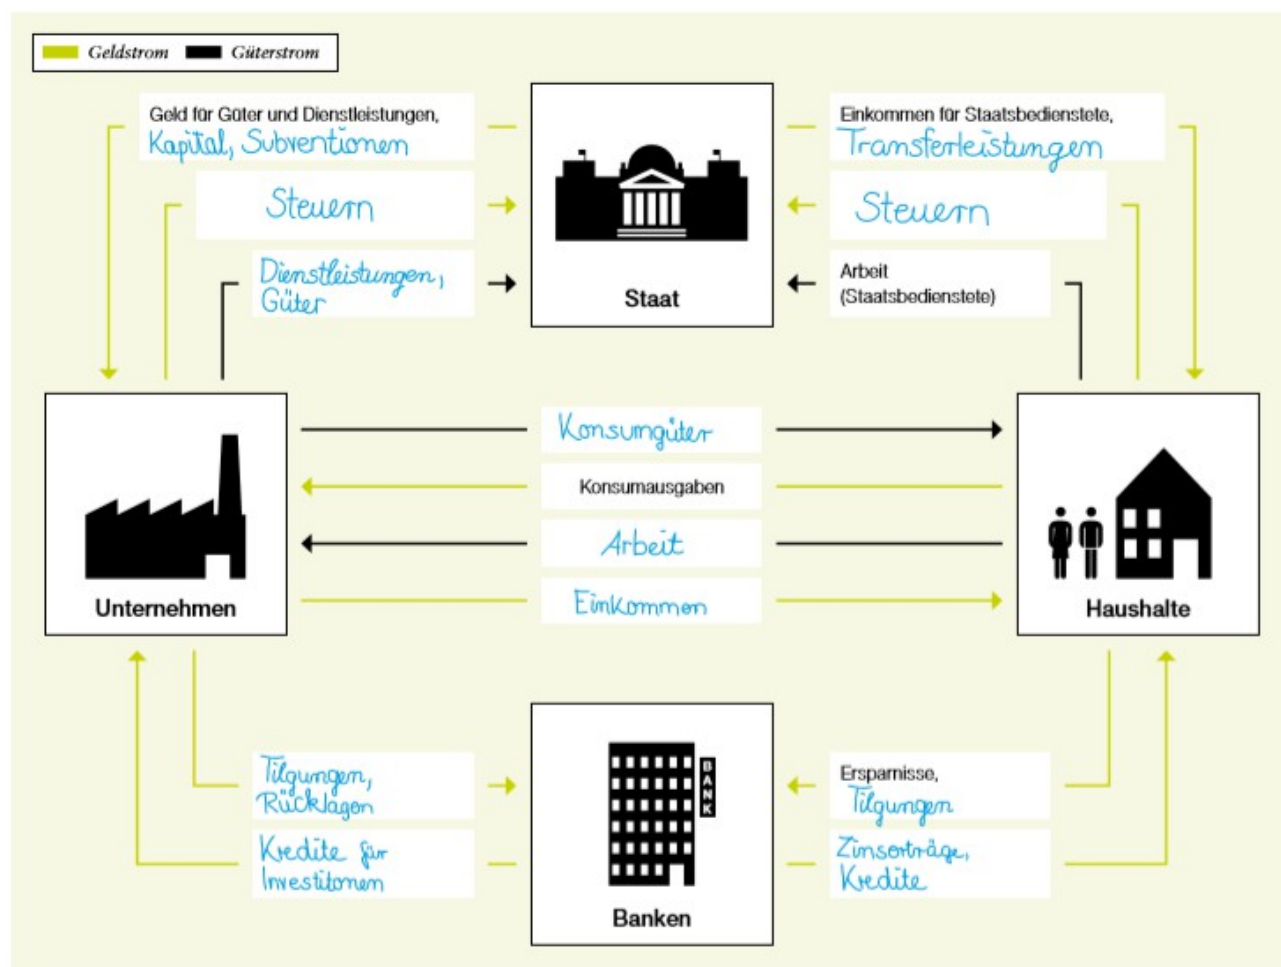 Geldstrom Güterstrom
Geld für Güter und Dienstleistungen,
Kapital, Subventionen
Einkommen für Staatsbedienstete,
Transferleistungen
Steuern
Steuern
Dienstleistungen,
Güter
Arbeit
(Staatsbedienstete)
Staat
Konsumgüter
Konsumausgaben
Arbeit
Einkommen
Unternehmen
Haushalte
Tilgungen,
Rücklagen
Ersparnisse,
Tilgungen
BANK
Kredite für
Investitonen
Zinserträge,
Kredite
Banken